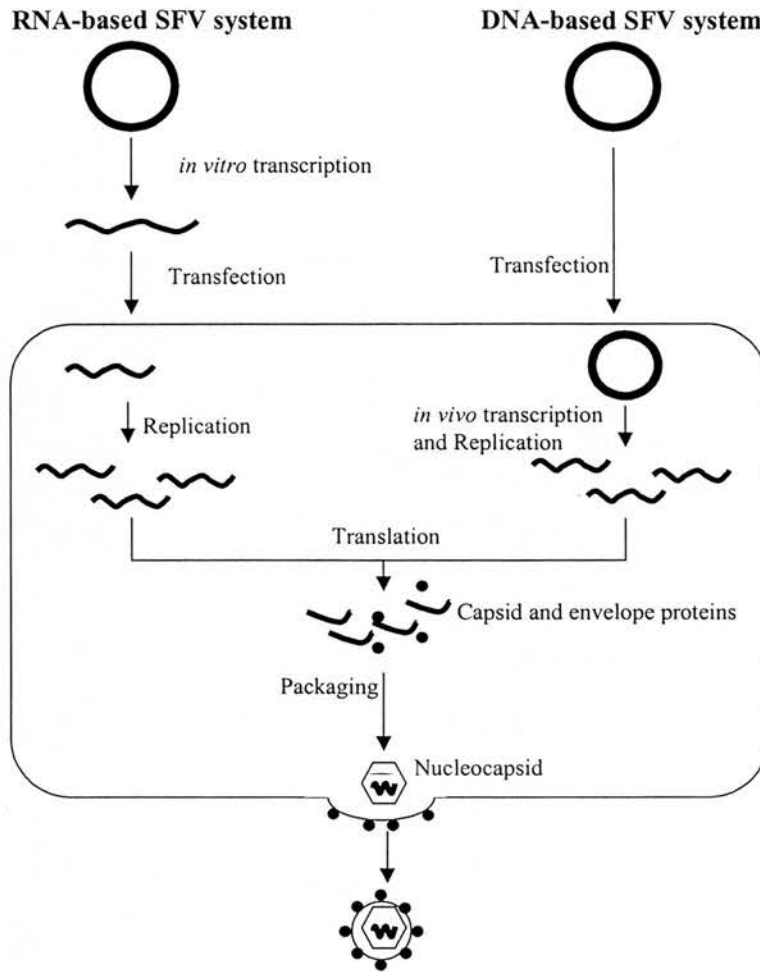 RNA-based SFV system
DNA-based SFV system
in vitro transcription
Transfection
Transfection
Replication
in vivo transcription
and Replication
Translation
Capsid and envelope proteins
Packaging
Nucleocapsid